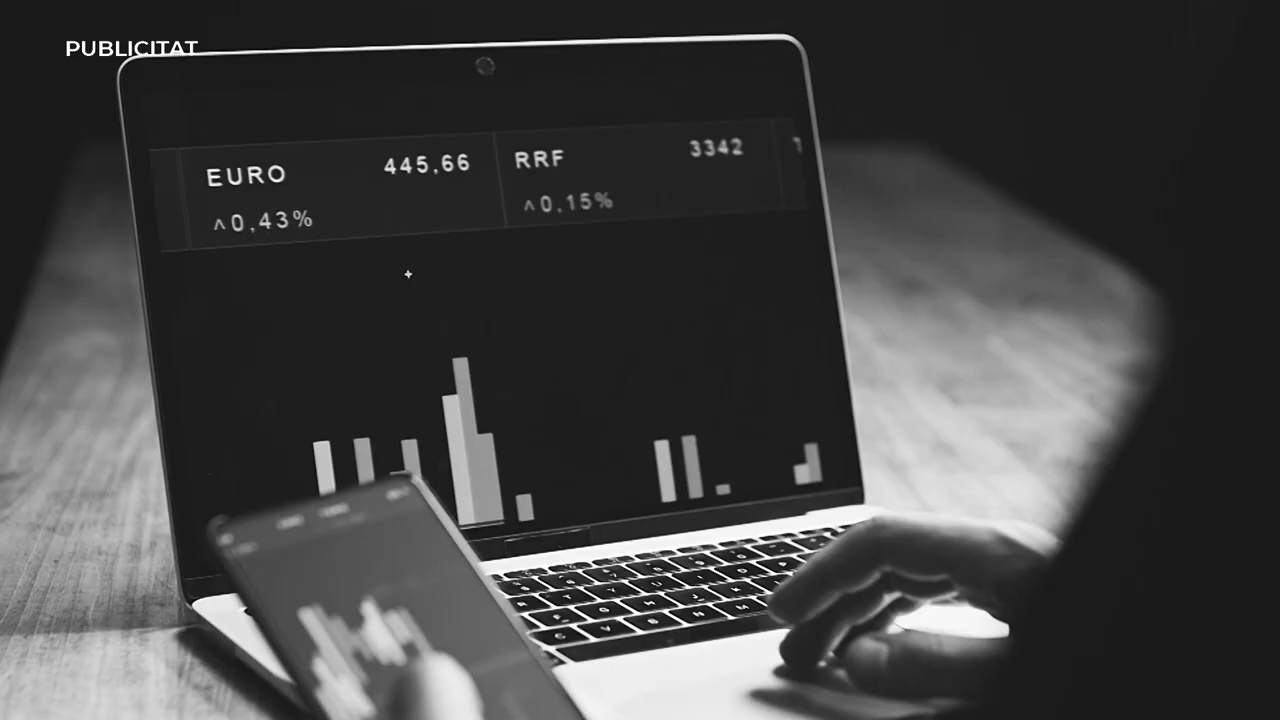 PUBLICITAT
EURO 445,66
^0,43%
RRF 3342
^0,15%